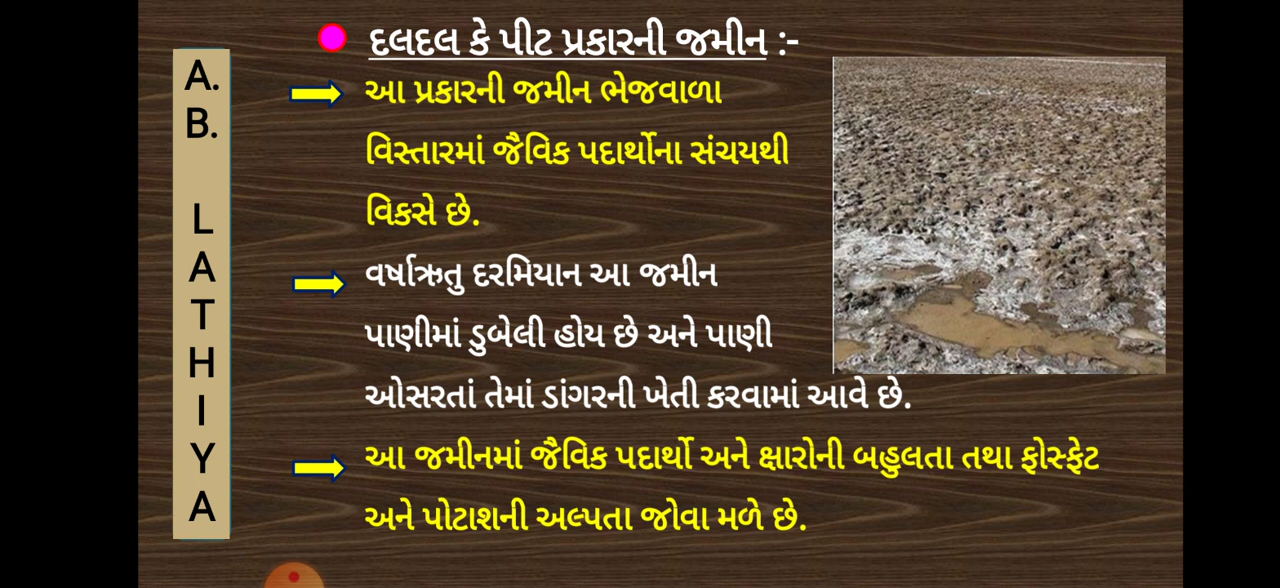 દલદલ કે પીટ પ્રકારની જમીન :-
A.
B.
L
A
T
H
I
Y
A
આ પ્રકારની જમીન ભેજવાળા
વિસ્તારમાં જૈવિક પદાર્થોના સંચયથી
વિકસે છે.
વર્ષાઋતુ દરમિયાન આ જમીન
પાણીમાં ડુબેલી હોય છે અને પાણી
ઓસરતાં તેમાં ડાંગરની ખેતી કરવામાં આવે છે.
આ જમીનમાં જૈવિક પદાર્થો અને ક્ષારોની બહુલતા તથા ફોસ્ફેટ
અને પોટાશની અલ્પતા જોવા મળે છે.